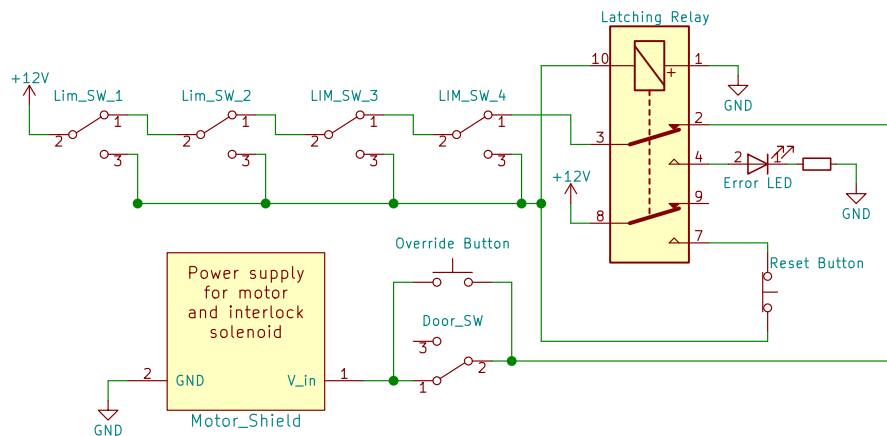 Latching Relay
+12V
Lim_SW_1
Lim_SW_2
LIM_SW_3
LIM_SW_4
10
1
+
GND
1
2
3
1
2
3
1
2
3
1
2
3
3
2
4
2
1
Error LED
GND
+12V
8
9
7
Override Button
Reset Button
Power supply
for motor
and interlock
solenoid
Door_SW
3
2
1
2
GND
V_in
1
GND
Motor_Shield